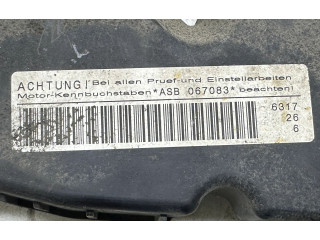 ACHTUNG! Bei allen Pruef-und Einstellarbeiten
Motor-Kennbuchstaben *ASB 067083* beachten!
6317
26
6